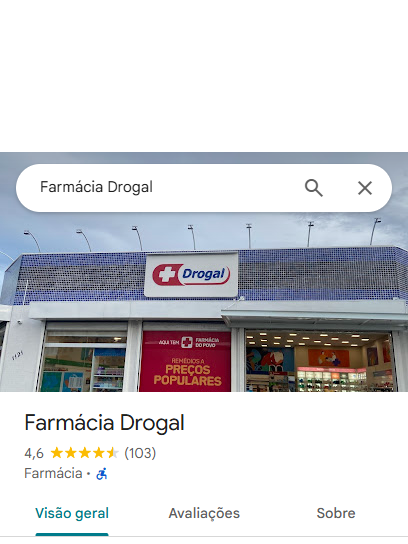 Farmácia Drogal
Drogal
AQUI TEM FARMÁCIA
DO POVO
REMÉDIOS A
PREÇOS
POPULARES
1121
Farmácia Drogal
4,6 (103)
Farmácia ·
Visão geral Avaliações Sobre